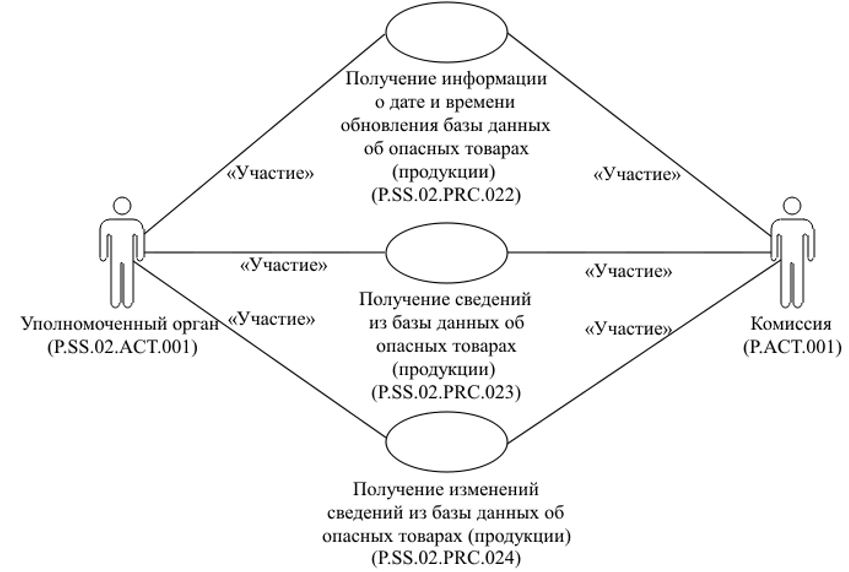 Получение информации
о дате и времени
обновления базы данных
об опасных товарах
(продукции)
(P.SS.02.PRC.022)
«Участие»
«Участие»
«Участие»
«Участие»
Получение сведений
из базы данных об
опасных товарах
(продукции)
(P.SS.02.PRC.023)
Уполномоченный орган
(P.SS.02.ACT.001)
«Участие»
«Участие»
Комиссия
(P.ACT.001)
Получение изменений
сведений из базы данных об
опасных товарах (продукции)
(P.SS.02.PRC.024)